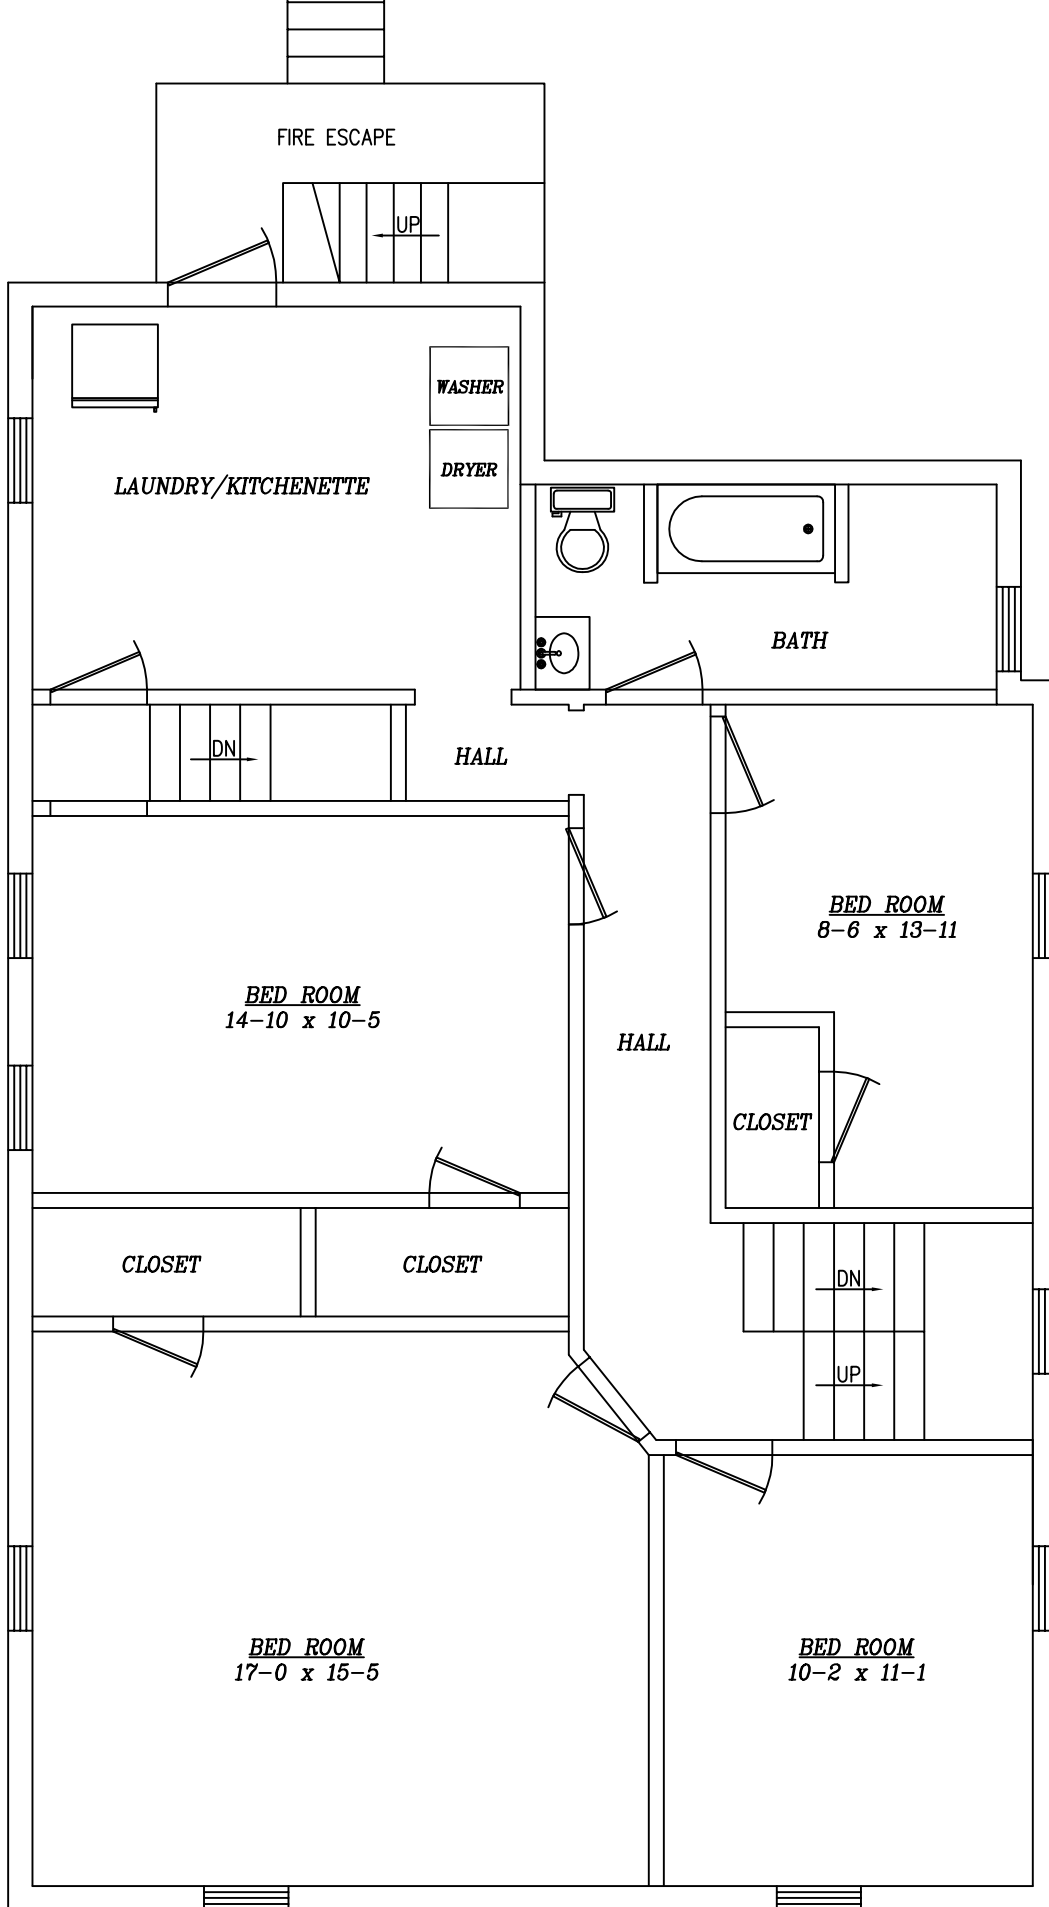 FIRE ESCAPE
UP
WASHER
DRYER
LAUNDRY/KITCHENETTE
BATH
DN
HALL
BED ROOM
8-6 x 13-11
BED ROOM
14-10 x 10-5
HALL
CLOSET
CLOSET
CLOSET
DN
UP
BED ROOM
17-0 x 15-5
BED ROOM
10-2 x 11-1